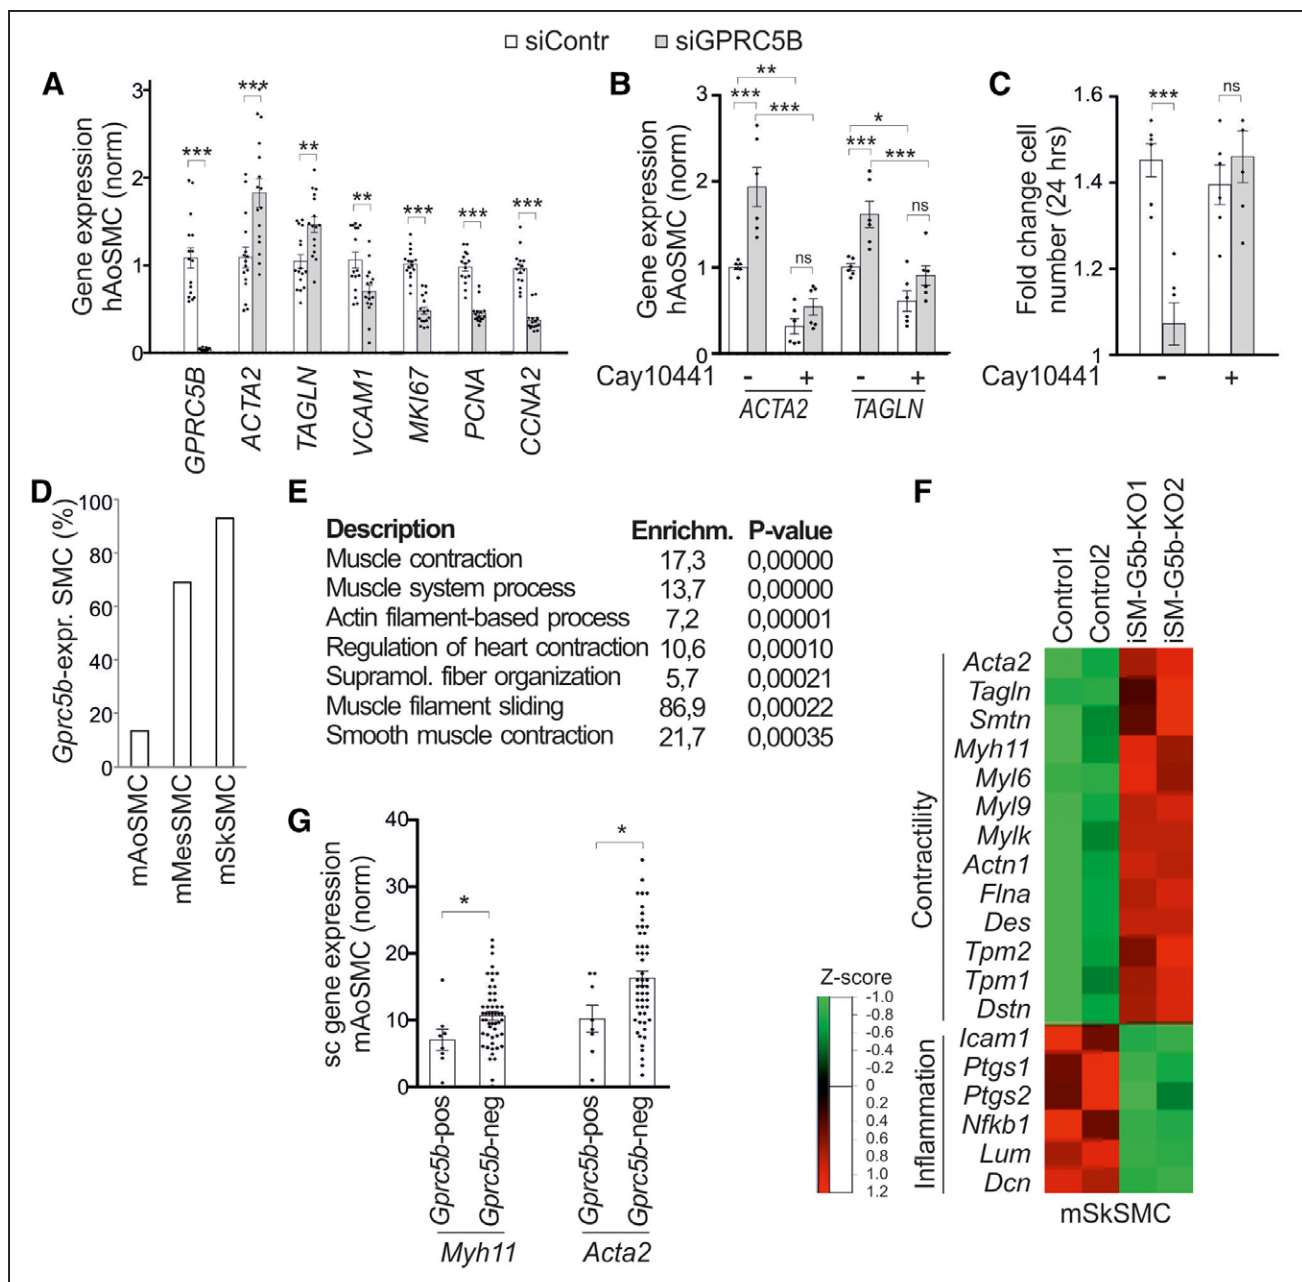 siContr siGPRC5B
A
Gene expression
hAoSMC (norm)
3
2
1
0
*** *** ** ** *** *** ***
GPRC5B
ACTA2
TAGLN
VCAM1
MKI67
PCNA
CCNA2
B
Gene expression
hAoSMC (norm)
3
2
1
0
**
*** ***
ns
*
***
***
ns
Cay10441 - + - +
ACTA2 TAGLN
C
Fold change cell
number (24 hrs)
1.6
1.4
1.2
1
*** ns
Cay10441 - +
D
Gprc5b-expr. SMC (%)
100
80
60
40
20
0
mAoSMC
mMesSMC
mSkSMC
E
Description Enrichm. P-value
Muscle contraction 17,3 0,00000
Muscle system process 13,7 0,00000
Actin filament-based process 7,2 0,00001
Regulation of heart contraction 10,6 0,00010
Supramol. fiber organization 5,7 0,00021
Muscle filament sliding 86,9 0,00022
Smooth muscle contraction 21,7 0,00035
F
Control1
Control2
iSM-G5b-KO1
iSM-G5b-KO2
Contractility
Acta2
Tagln
Smtn
Myh11
Myl6
Myl9
Mylk
Actn1
Flna
Des
Tpm2
Tpm1
Dstn
Inflammation
Icam1
Ptgs1
Ptgs2
Nfkb1
Lum
Dcn
mSkSMC
Z-score
-1.0
-0.8
-0.6
-0.4
-0.2
0
0.2
0.4
0.6
0.8
1.0
1.2
G
sc gene expression
mAoSMC (norm)
40
30
20
10
0
* *
Gprc5b-pos
Gprc5b-neg
Gprc5b-pos
Gprc5b-neg
Myh11 Acta2